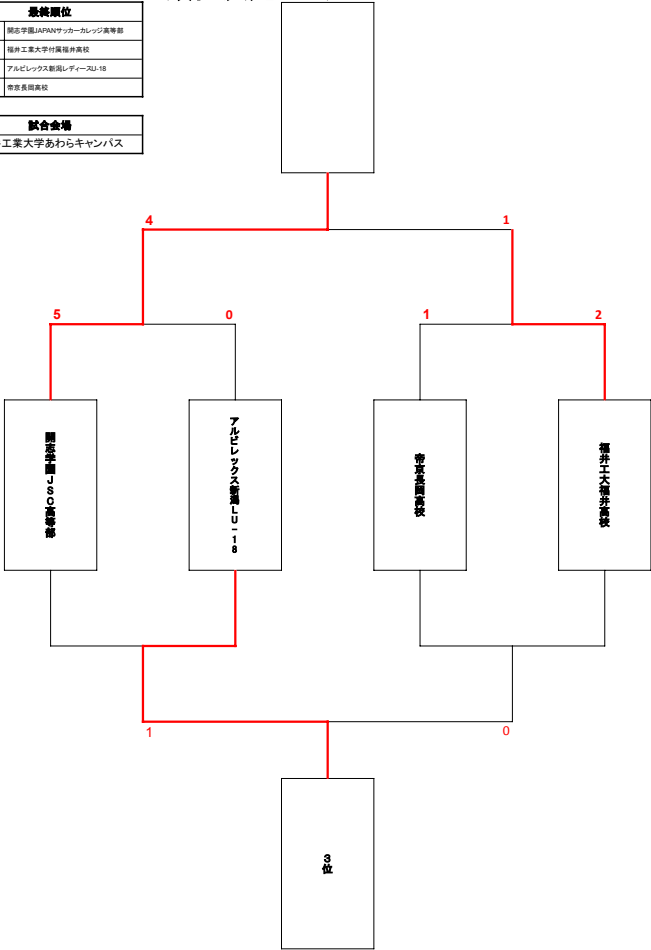 最終順位
開志学園JAPANサッカーカレッジ高等部
福井工業大学付属福井高校
アルビレックス新潟レディースU-18
帝京長岡高校
試合会場
工業大学あわらキャンパス
4
1
5
0
1
2
開志学園JSC高等部
アルビレックス新潟LU-18
帝京長岡高校
福井工大福井高校
1
0
3位